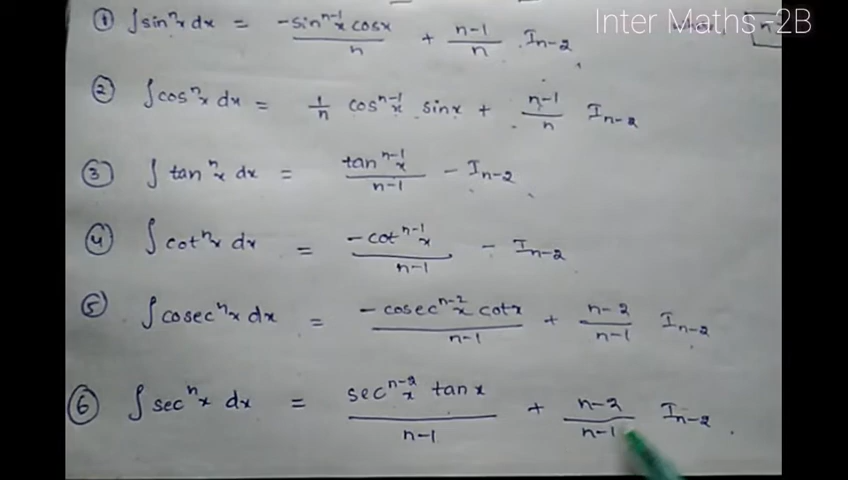 Inter Maths -2B
① ∫sinⁿx dx = -sinⁿ⁻¹x cosx / n + n-1/n Iₙ₋₂
② ∫cosⁿx dx = 1/n cosⁿ⁻¹x sinx + n-1/n Iₙ₋₂
③ ∫ tanⁿx dx = tanⁿ⁻¹x / n-1 - Iₙ₋₂
④ ∫cotⁿx dx = -cotⁿ⁻¹x / n-1 - Iₙ₋₂
⑤ ∫cosecⁿx dx = -cosecⁿ⁻²x cotx / n-1 + n-2/n-1 Iₙ₋₂
⑥ ∫secⁿx dx = secⁿ⁻²x tanx / n-1 + n-2/n-1 Iₙ₋₂.